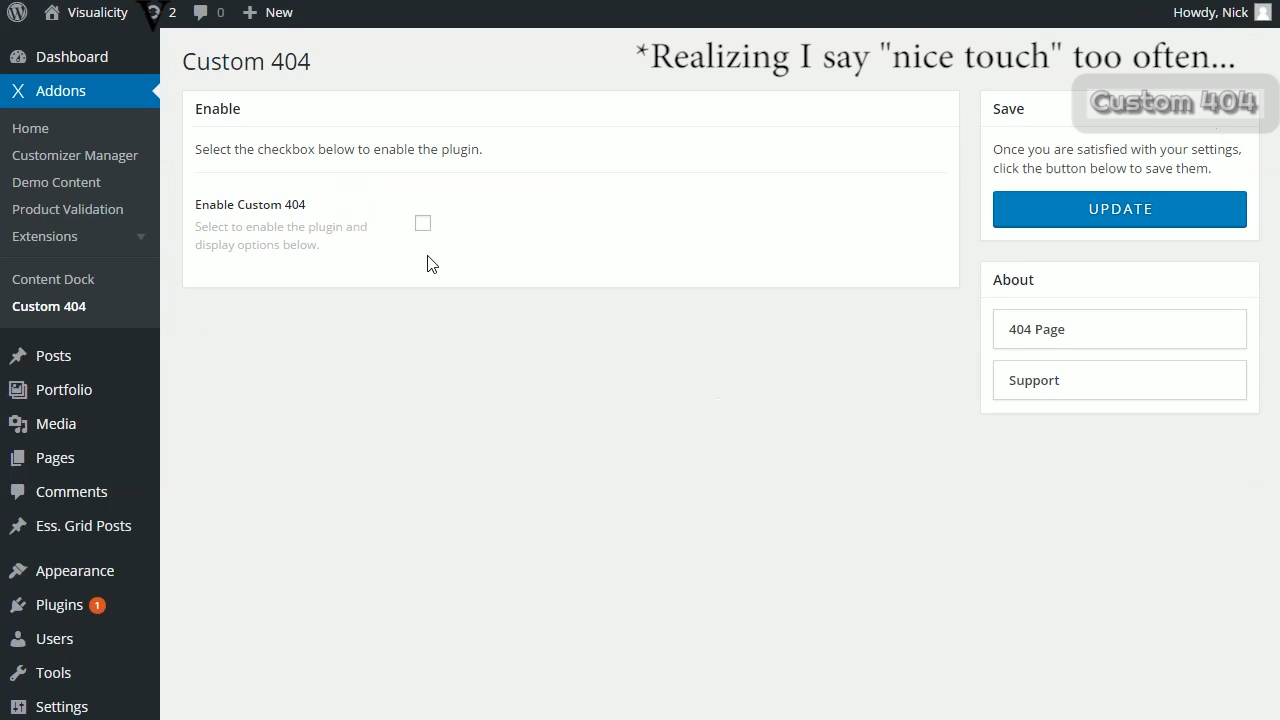 Visualicity
2
0
New
Howdy, Nick
Dashboard
Addons
Home
Customizer Manager
Demo Content
Product Validation
Extensions
Content Dock
Custom 404
Posts
Portfolio
Media
Pages
Comments
Ess. Grid Posts
Appearance
Plugins 1
Users
Tools
Settings
Custom 404
*Realizing I say "nice touch" too often...
Custom 404
Enable
Select the checkbox below to enable the plugin.
Enable Custom 404
Select to enable the plugin and
display options below.
Save
Once you are satisfied with your settings,
click the button below to save them.
UPDATE
About
404 Page
Support